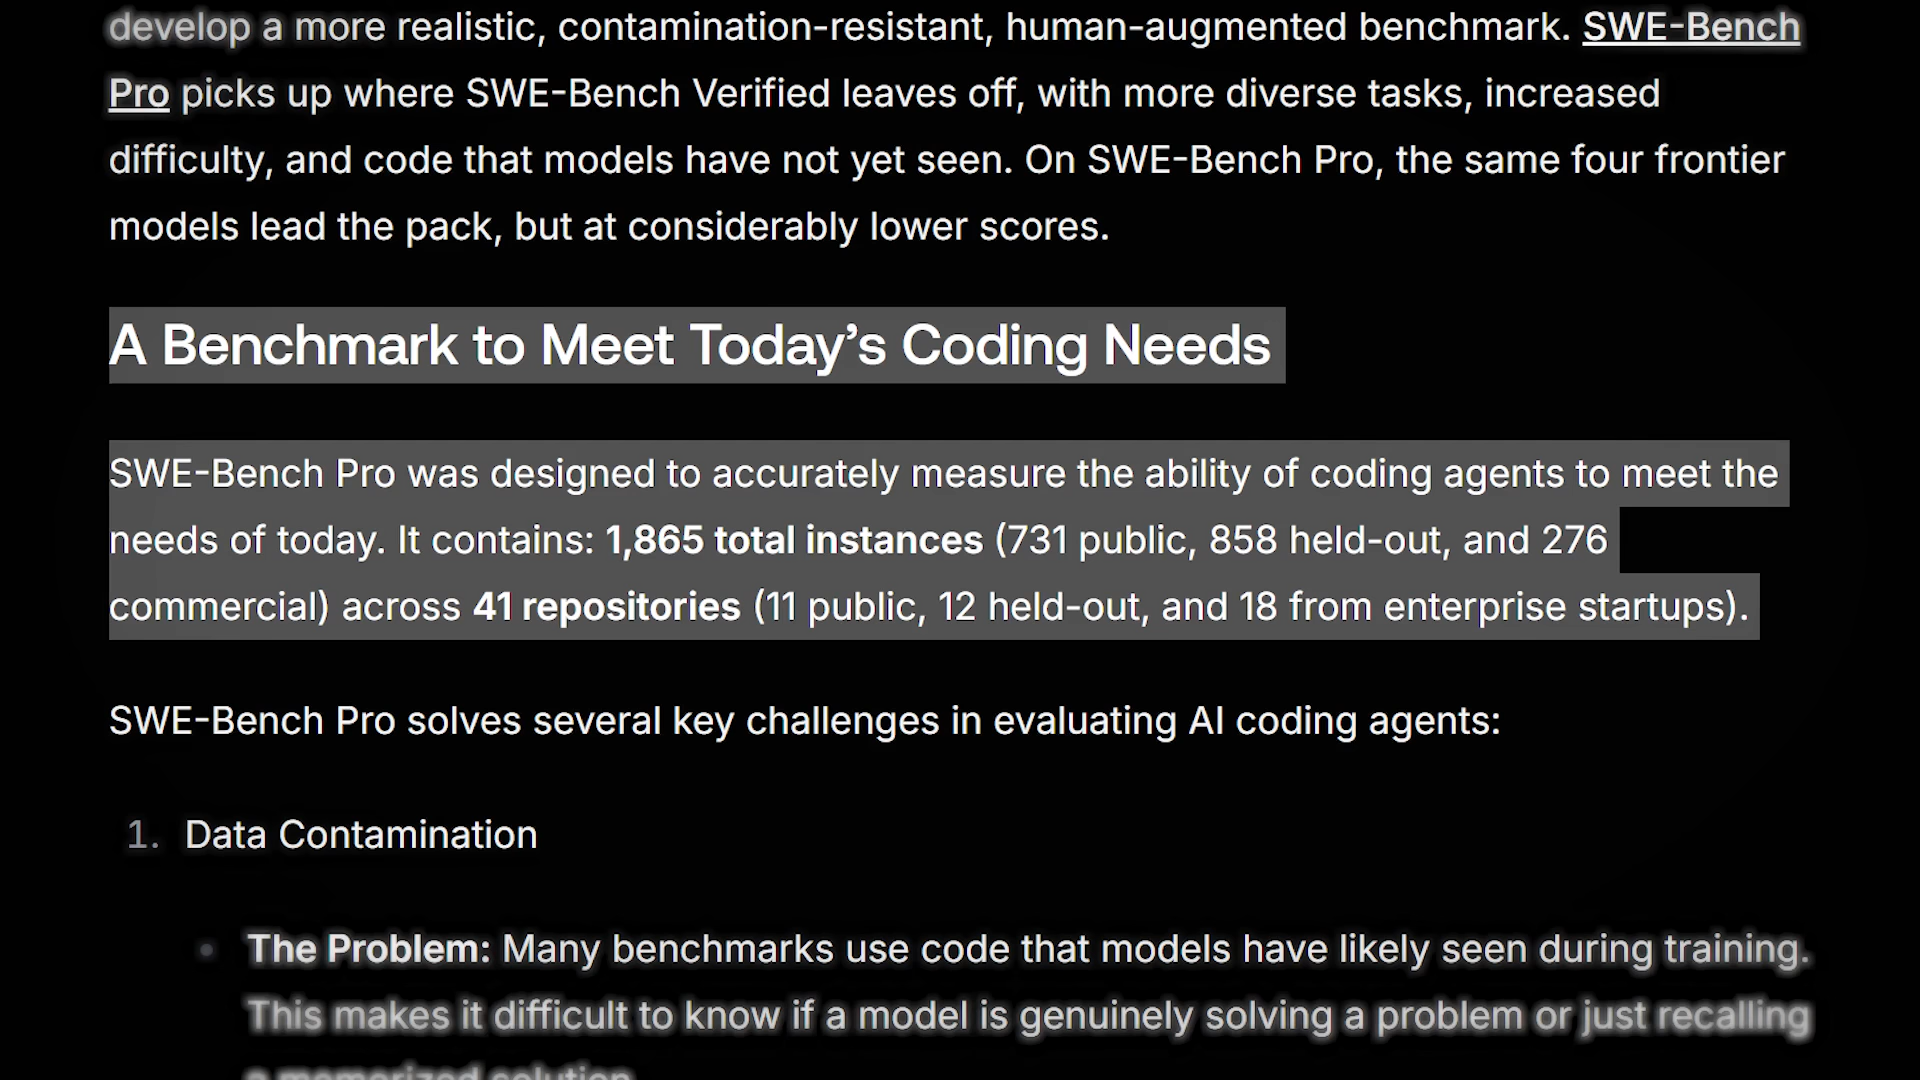 develop a more realistic, contamination-resistant, human-augmented benchmark. SWE-Bench
Pro picks up where SWE-Bench Verified leaves off, with more diverse tasks, increased
difficulty, and code that models have not yet seen. On SWE-Bench Pro, the same four frontier
models lead the pack, but at considerably lower scores.
A Benchmark to Meet Today’s Coding Needs
SWE-Bench Pro was designed to accurately measure the ability of coding agents to meet the
needs of today. It contains: 1,865 total instances (731 public, 858 held-out, and 276
commercial) across 41 repositories (11 public, 12 held-out, and 18 from enterprise startups).
SWE-Bench Pro solves several key challenges in evaluating AI coding agents:
1. Data Contamination
• The Problem: Many benchmarks use code that models have likely seen during training.
This makes it difficult to know if a model is genuinely solving a problem or just recalling
a memorized solution.